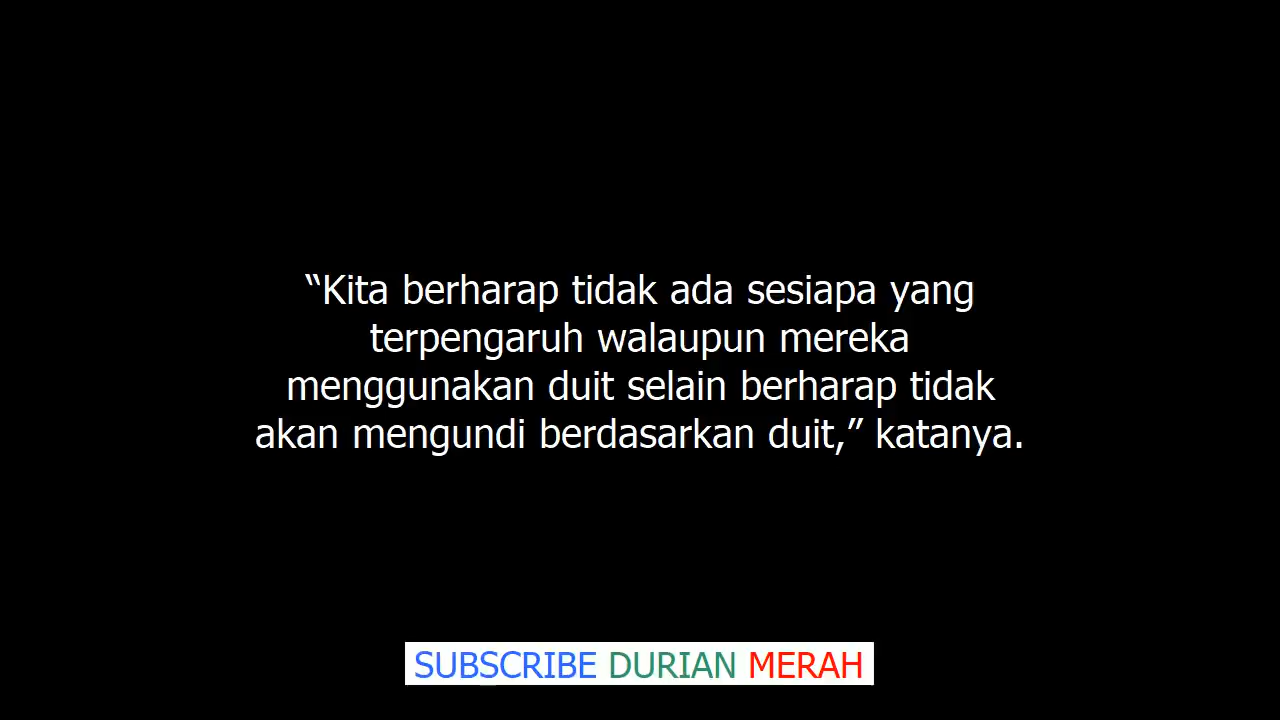 “Kita berharap tidak ada sesiapa yang
terpengaruh walaupun mereka
menggunakan duit selain berharap tidak
akan mengundi berdasarkan duit,” katanya.
SUBSCRIBE DURIAN MERAH